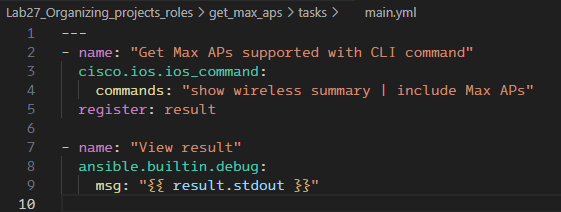 Lab27_Organizing_projects_roles > get_max_aps > tasks > main.yml
1 ---
2 - name: "Get Max APs supported with CLI command"
3   cisco.ios.ios_command:
4     commands: "show wireless summary | include Max APs"
5   register: result
6
7 - name: "View result"
8   ansible.builtin.debug:
9     msg: "{{ result.stdout }}"
10